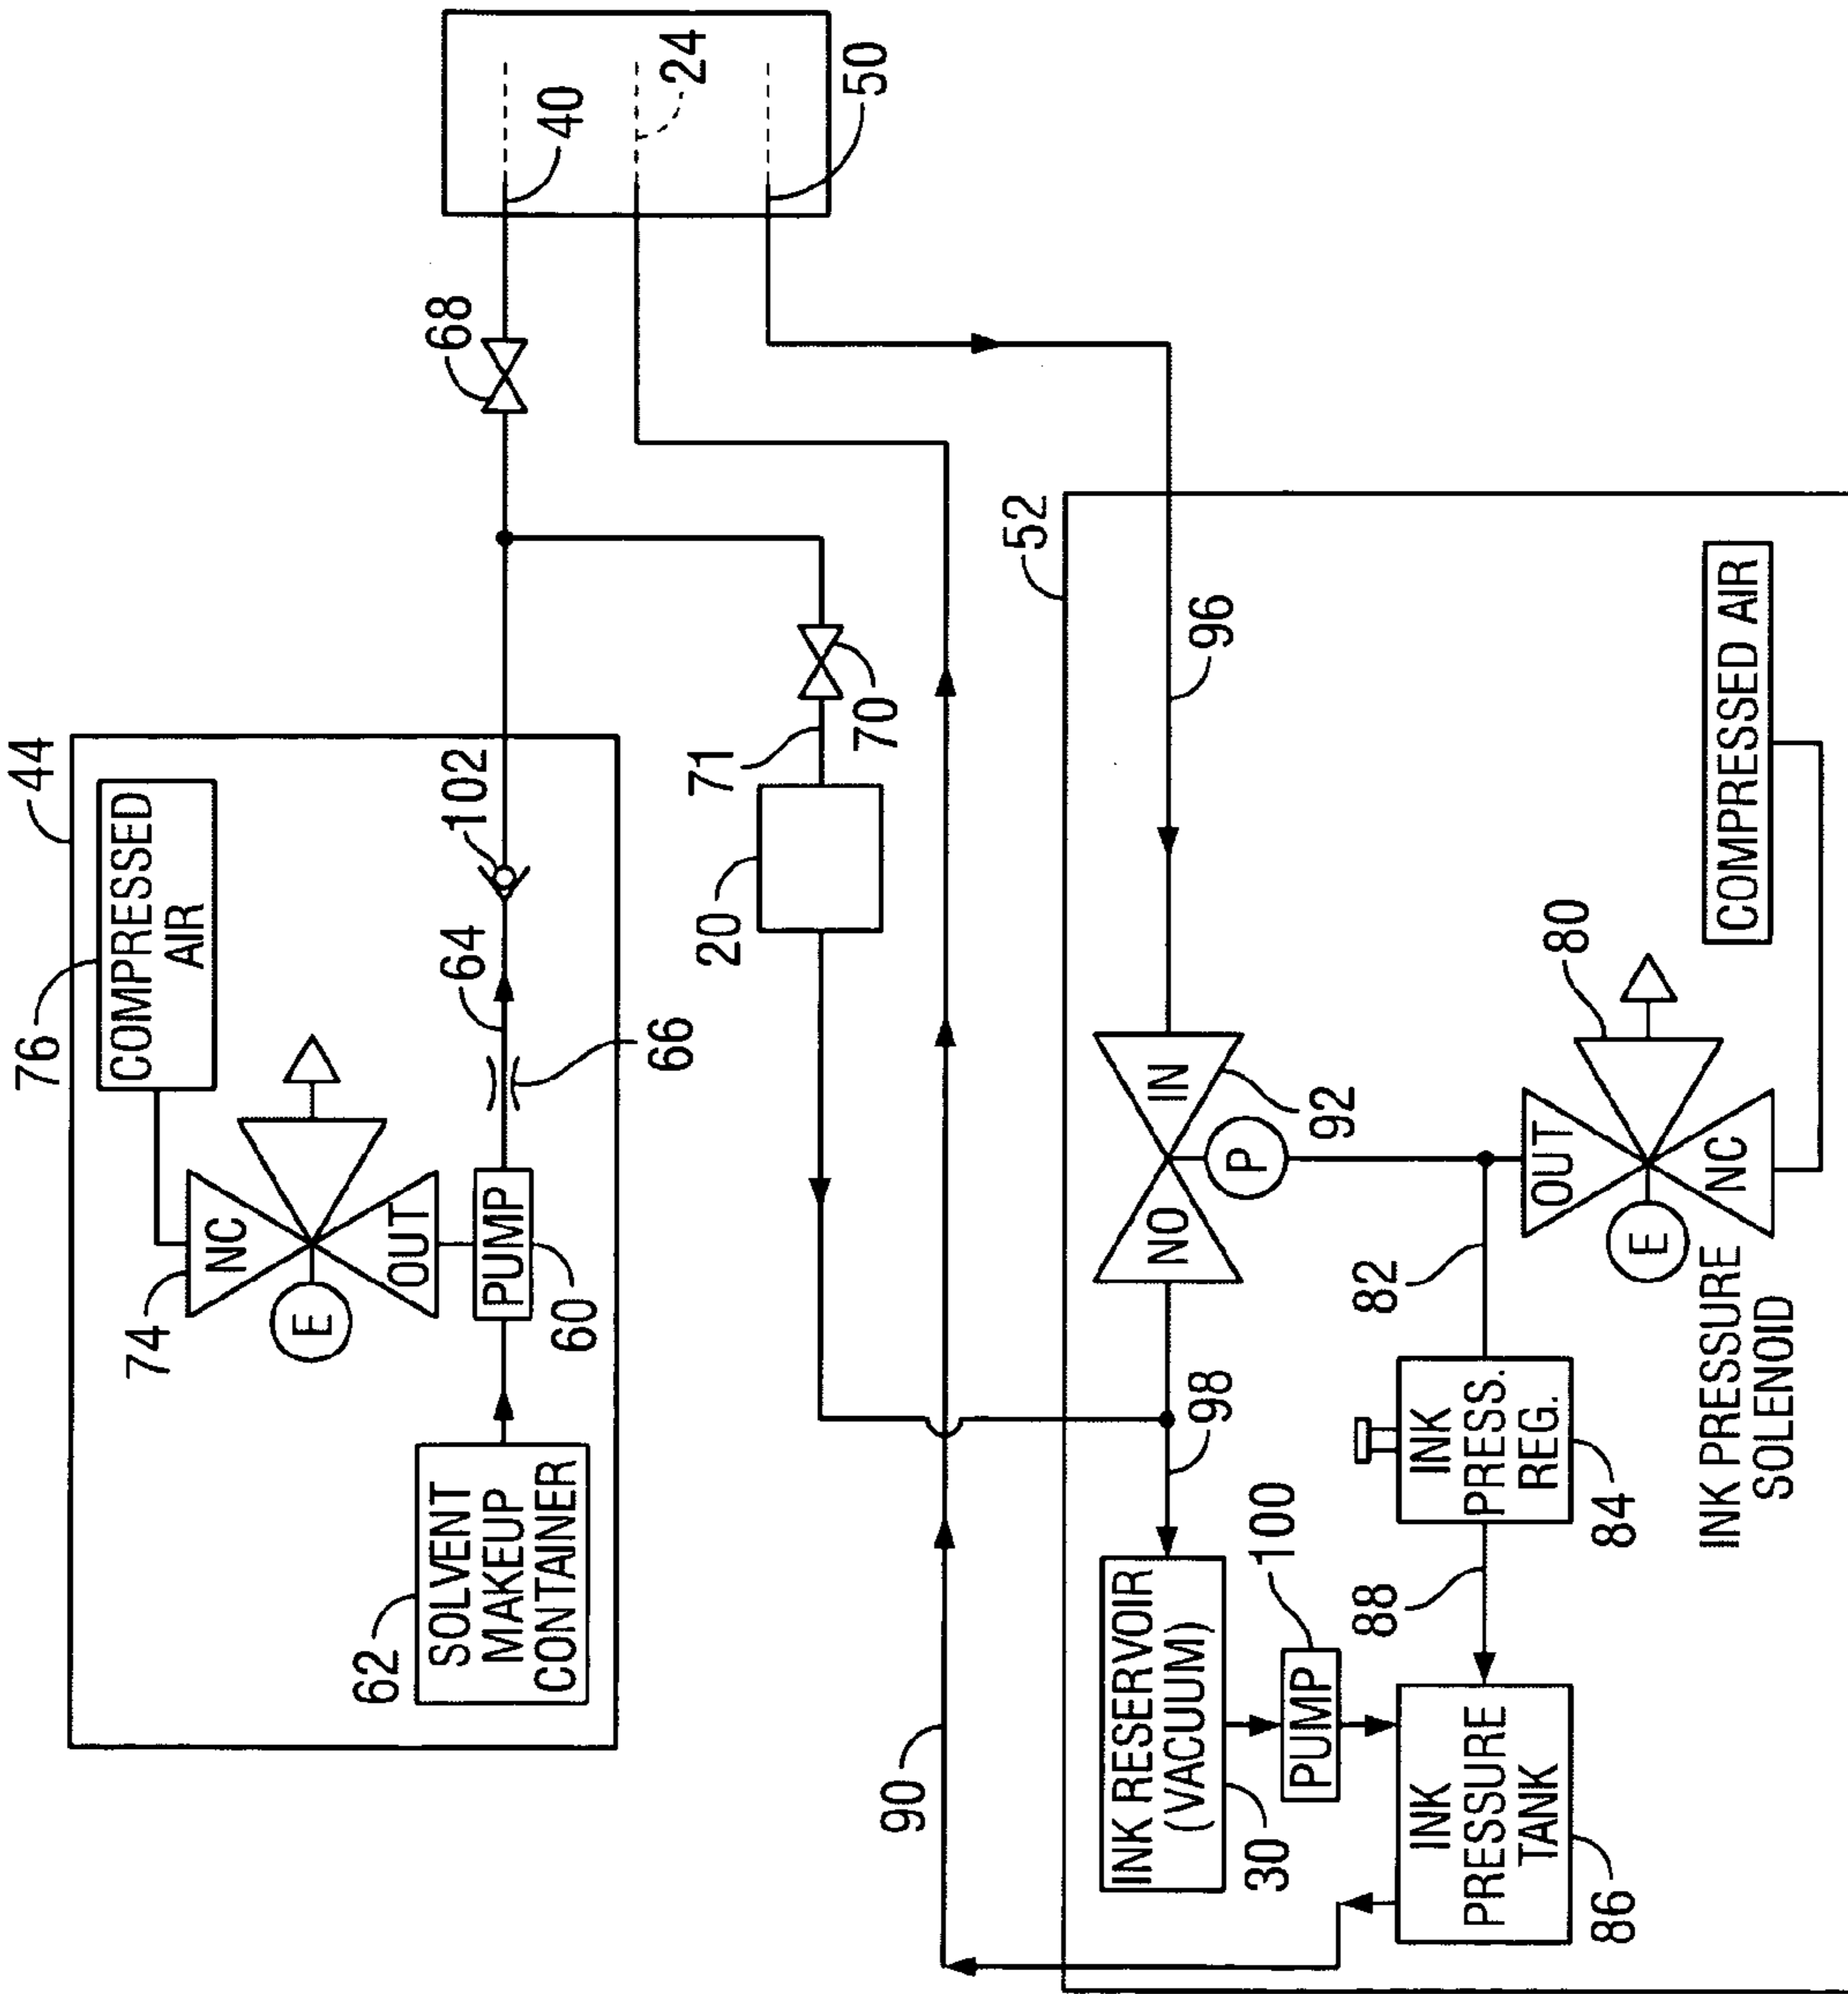 44
76
COMPRESSED
AIR
74
NC
OUT
E
PUMP
60
62
SOLVENT
MAKEUP
CONTAINER
64
66
102
68
40
24
50
71
70
20
90
52
96
IN
NO
92
P
98
INK RESERVOIR
(VACUUM)
30
PUMP
100
82
80
OUT
NC
E
COMPRESSED AIR
INK PRESSURE
SOLENOID
INK
PRESS.
REG.
84
88
INK
PRESSURE
TANK
86